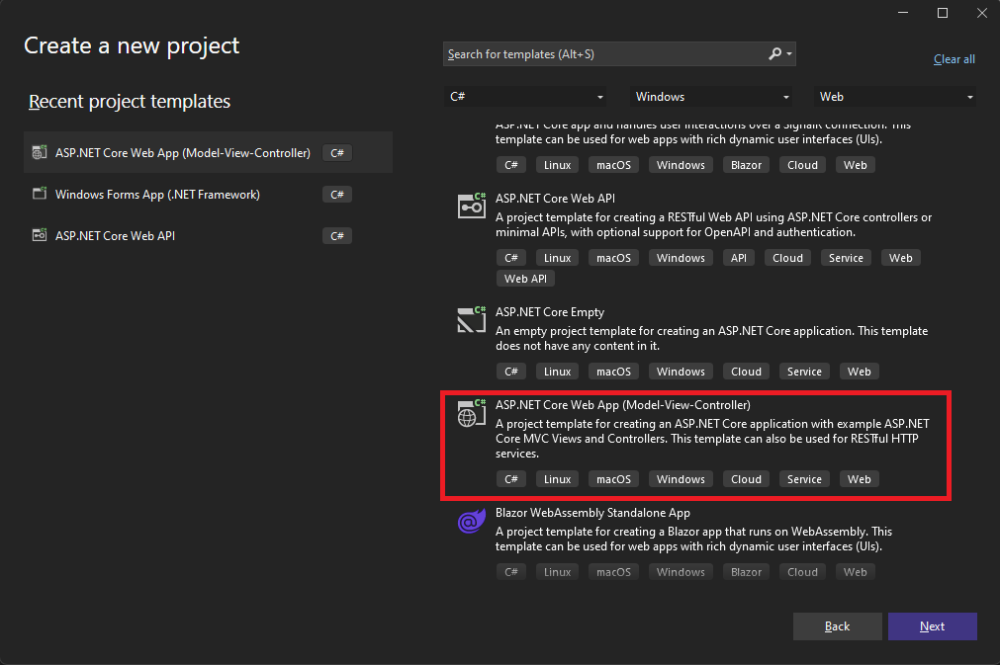 Create a new project
Search for templates (Alt+S)
Clear all
Recent project templates
C#
Windows
Web
ASP.NET Core Web App (Model-View-Controller)
C#
Windows Forms App (.NET Framework)
C#
ASP.NET Core Web API
C#
ASP.NET Core app and handles user interactions over a SignalR connection. This
template can be used for web apps with rich dynamic user interfaces (UIs).
C# Linux macOS Windows Blazor Cloud Web
C#
ASP.NET Core Web API
A project template for creating a RESTful Web API using ASP.NET Core controllers or
minimal APIs, with optional support for OpenAPI and authentication.
C# Linux macOS Windows API Cloud Service Web
Web API
C#
ASP.NET Core Empty
An empty project template for creating an ASP.NET Core application. This template
does not have any content in it.
C# Linux macOS Windows Cloud Service Web
C#
ASP.NET Core Web App (Model-View-Controller)
A project template for creating an ASP.NET Core application with example ASP.NET
Core MVC Views and Controllers. This template can also be used for RESTful HTTP
services.
C# Linux macOS Windows Cloud Service Web
Blazor WebAssembly Standalone App
A project template for creating a Blazor app that runs on WebAssembly. This
template can be used for web apps with rich dynamic user interfaces (UIs).
C# Linux macOS Windows Blazor Cloud Web
Back
Next